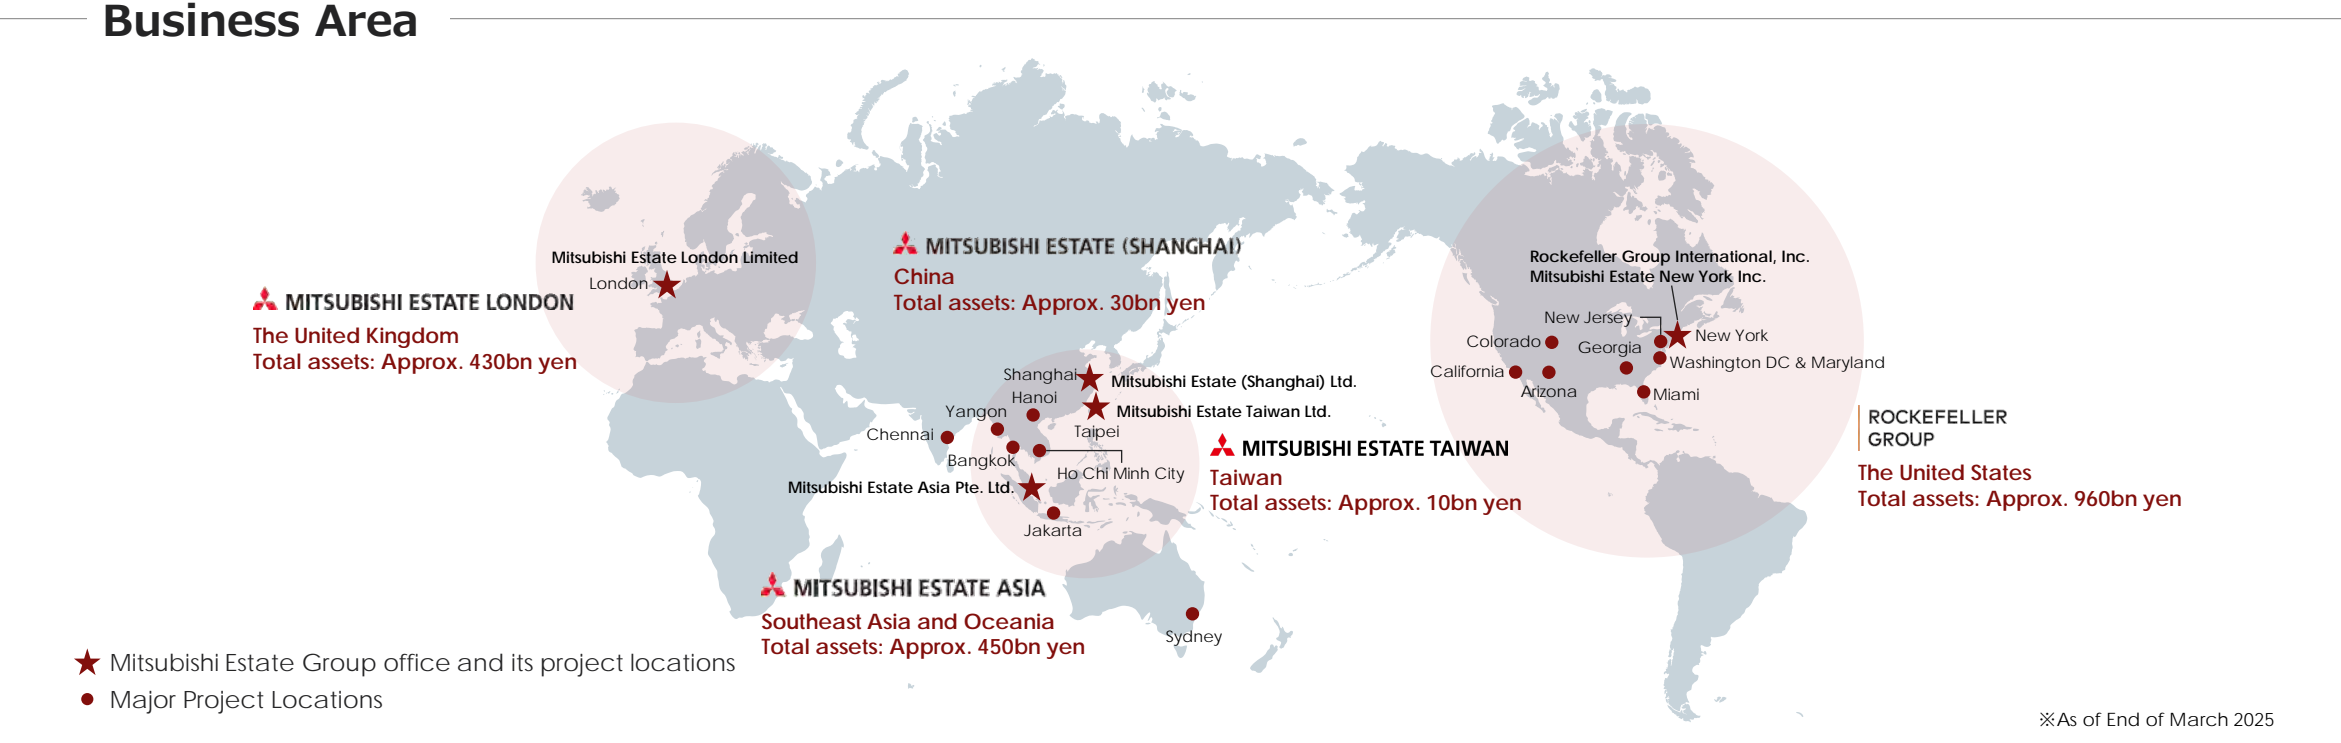 Business Area
Mitsubishi Estate London Limited
London
MITSUBISHI ESTATE LONDON
The United Kingdom
Total assets: Approx. 430bn yen
MITSUBISHI ESTATE (SHANGHAI)
China
Total assets: Approx. 30bn yen
Shanghai
Mitsubishi Estate (Shanghai) Ltd.
Hanoi
Yangon
Mitsubishi Estate Taiwan Ltd.
Taipei
Chennai
Bangkok
Ho Chi Minh City
Mitsubishi Estate Asia Pte. Ltd.
Jakarta
MITSUBISHI ESTATE TAIWAN
Taiwan
Total assets: Approx. 10bn yen
MITSUBISHI ESTATE ASIA
Southeast Asia and Oceania
Total assets: Approx. 450bn yen
Sydney
Rockefeller Group International, Inc.
Mitsubishi Estate New York Inc.
New Jersey
New York
Colorado
Georgia
Washington DC & Maryland
California
Arizona
Miami
ROCKEFELLER
GROUP
The United States
Total assets: Approx. 960bn yen
★ Mitsubishi Estate Group office and its project locations
● Major Project Locations
※As of End of March 2025